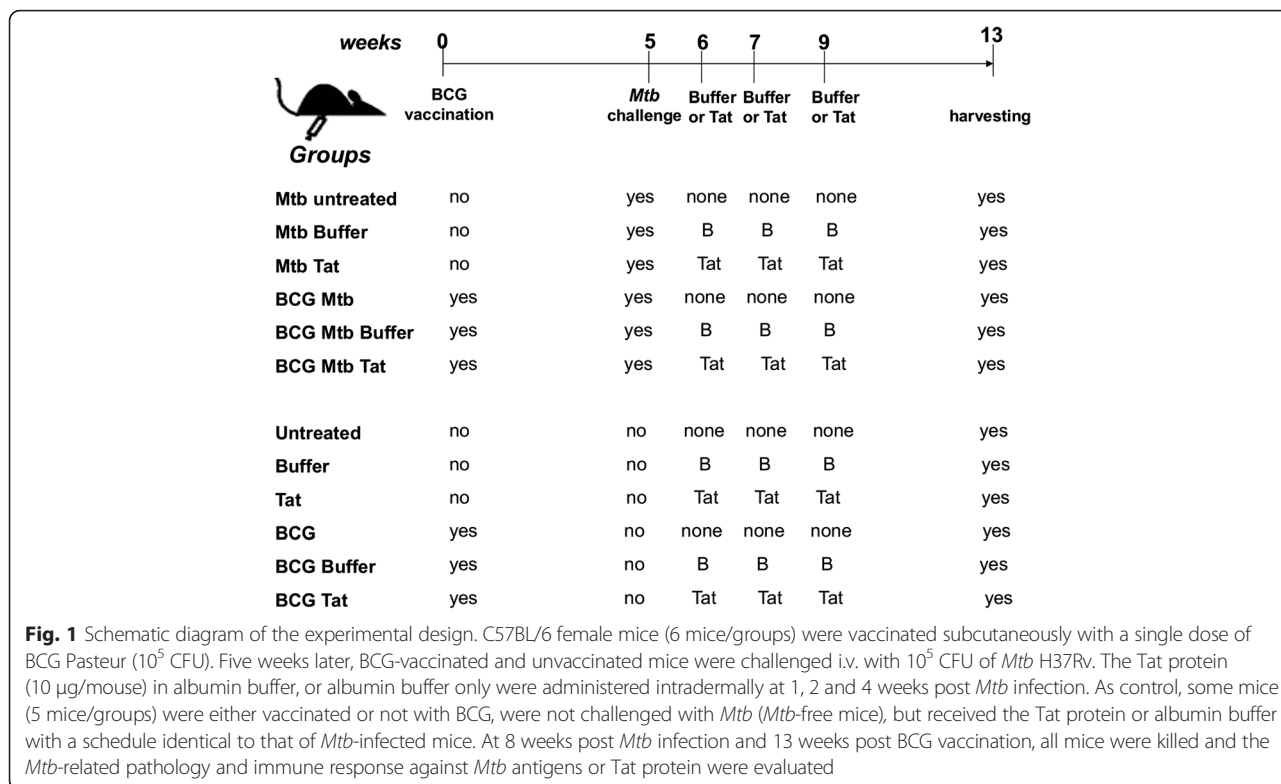 weeks 0 5 6 7 9 13
BCG vaccination Mtb challenge Buffer or Tat Buffer or Tat Buffer or Tat harvesting
Groups
Mtb untreated no yes none none none yes
Mtb Buffer no yes B B B yes
Mtb Tat no yes Tat Tat Tat yes
BCG Mtb yes yes none none none yes
BCG Mtb Buffer yes yes B B B yes
BCG Mtb Tat yes yes Tat Tat Tat yes
Untreated no no none none none yes
Buffer no no B B B yes
Tat no no Tat Tat Tat yes
BCG yes no none none none yes
BCG Buffer yes no B B B yes
BCG Tat yes no Tat Tat Tat yes
Fig. 1 Schematic diagram of the experimental design. C57BL/6 female mice (6 mice/groups) were vaccinated subcutaneously with a single dose of
BCG Pasteur (10⁵ CFU). Five weeks later, BCG-vaccinated and unvaccinated mice were challenged i.v. with 10⁵ CFU of Mtb H37Rv. The Tat protein
(10 μg/mouse) in albumin buffer, or albumin buffer only were administered intradermally at 1, 2 and 4 weeks post Mtb infection. As control, some mice
(5 mice/groups) were either vaccinated or not with BCG, were not challenged with Mtb (Mtb-free mice), but received the Tat protein or albumin buffer
with a schedule identical to that of Mtb-infected mice. At 8 weeks post Mtb infection and 13 weeks post BCG vaccination, all mice were killed and the
Mtb-related pathology and immune response against Mtb antigens or Tat protein were evaluated